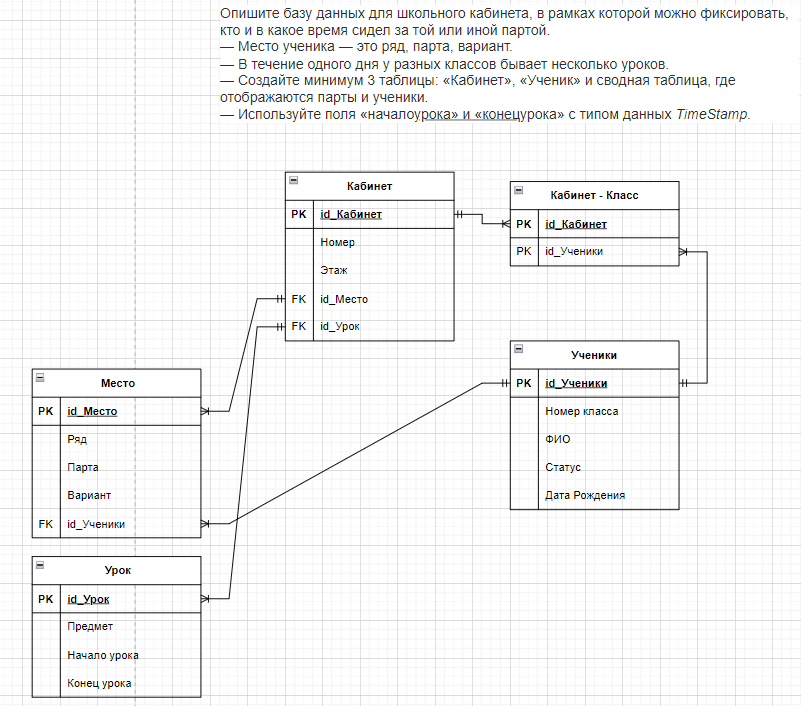 Опишите базу данных для школьного кабинета, в рамках которой можно фиксировать,
кто и в какое время сидел за той или иной партой.
— Место ученика — это ряд, парта, вариант.
— В течение одного дня у разных классов бывает несколько уроков.
— Создайте минимум 3 таблицы: «Кабинет», «Ученик» и сводная таблица, где
отображаются парты и ученики.
— Используйте поля «началоурока» и «конецурока» с типом данных TimeStamp.
Кабинет
PK id_Кабинет
Номер
Этаж
FK id_Место
FK id_Урок
Кабинет - Класс
PK id_Кабинет
PK id_Ученики
Ученики
PK id_Ученики
Номер класса
ФИО
Статус
Дата Рождения
Место
PK id_Место
Ряд
Парта
Вариант
FK id_Ученики
Урок
PK id_Урок
Предмет
Начало урока
Конец урока